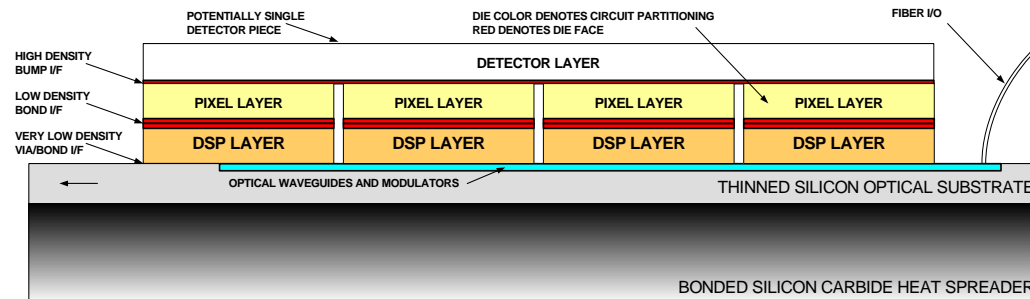 POTENTIALLY SINGLE
DETECTOR PIECE
DIE COLOR DENOTES CIRCUIT PARTITIONING
RED DENOTES DIE FACE
FIBER I/O
HIGH DENSITY
BUMP I/F
DETECTOR LAYER
LOW DENSITY
BOND I/F
PIXEL LAYER
PIXEL LAYER
PIXEL LAYER
PIXEL LAYER
VERY LOW DENSITY
VIA/BOND I/F
DSP LAYER
DSP LAYER
DSP LAYER
DSP LAYER
OPTICAL WAVEGUIDES AND MODULATORS
THINNED SILICON OPTICAL SUBSTRATE
BONDED SILICON CARBIDE HEAT SPREADER